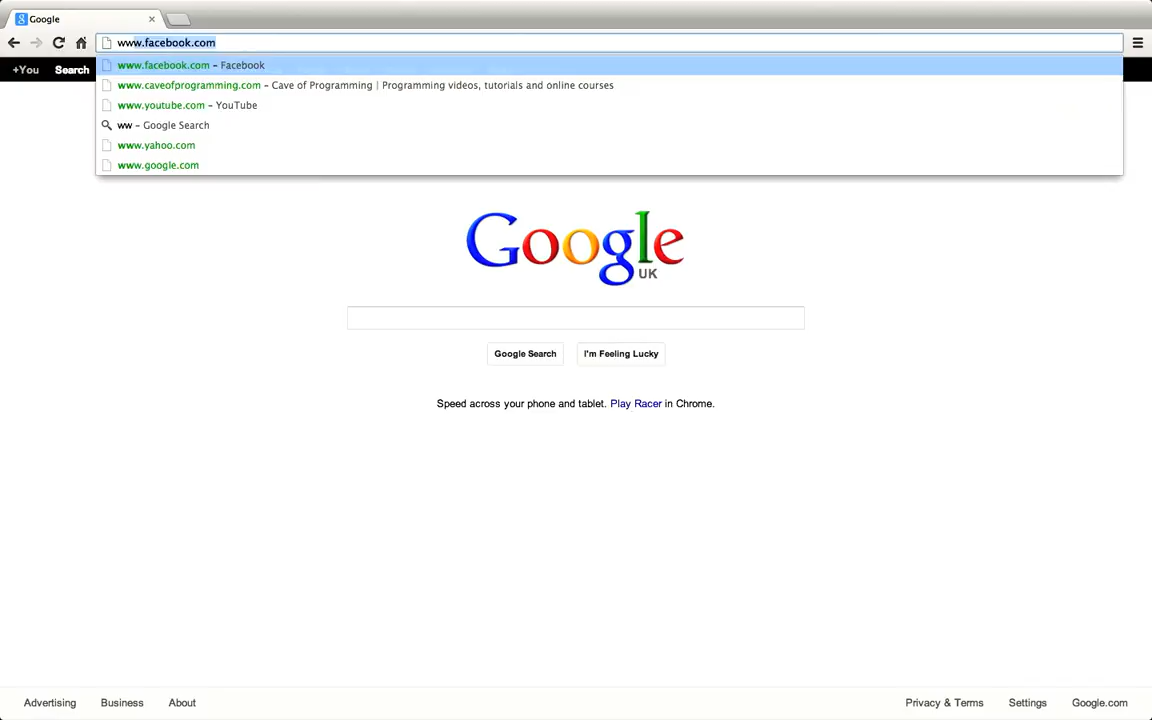 Google
www.facebook.com
+You Search
www.facebook.com - Facebook
www.caveofprogramming.com - Cave of Programming | Programming videos, tutorials and online courses
www.youtube.com - YouTube
ww - Google Search
www.yahoo.com
www.google.com
Google
UK
Google Search I'm Feeling Lucky
Speed across your phone and tablet. Play Racer in Chrome.
Advertising Business About Privacy & Terms Settings Google.com